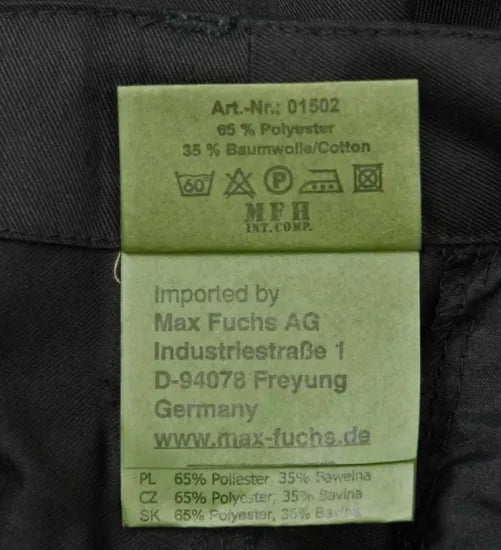 Art.-Nr.: 01502
65 % Polyester
35 % Baumwolle/Cotton
60°
P
MFH
INT. COMP.
Imported by
Max Fuchs AG
Industriestraße 1
D-94078 Freyung
Germany
www.max-fuchs.de
PL 65% Poliester 35% Bawełna
CZ 65% Polyester, 35% Bavlna
SK 65% Polyester, 35% Bavlna